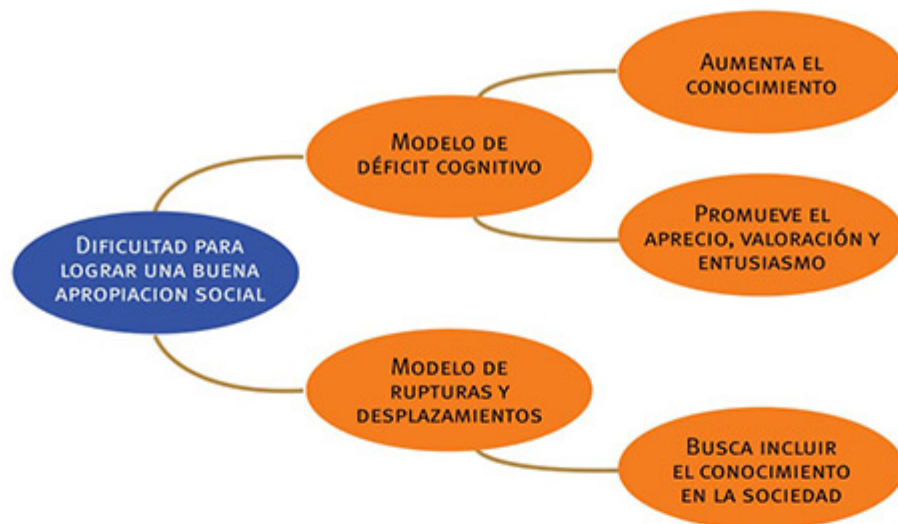 DIFICULTAD PARA
LOGRAR UNA BUENA
APROPIACION SOCIAL
MODELO DE
DÉFICIT COGNITIVO
AUMENTA EL
CONOCIMIENTO
PROMUEVE EL
APRECIO, VALORACIÓN Y
ENTUSIASMO
MODELO DE
RUPTURAS Y
DESPLAZAMIENTOS
BUSCA INCLUIR
EL CONOCIMIENTO
EN LA SOCIEDAD